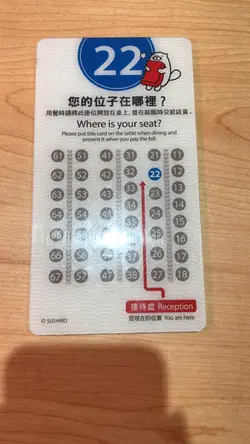 22
您的位子在哪裡？
用餐時請將此座位牌放在桌上, 並在結帳時交給店員。
Where is your seat?
Please put this card on the table when dining and
present it when you pay the bill.
61 51 41 31 21 11
62 52 42 32 22 12
63 53 43 33 23 13
64 54 44 34 24 14
65 55 45 35 25 15
66 56 46 36 26 16
37 27 17
67 57 47 38 28 18
接待處 Reception
© SUSHIRO
您現在的位置 You are here